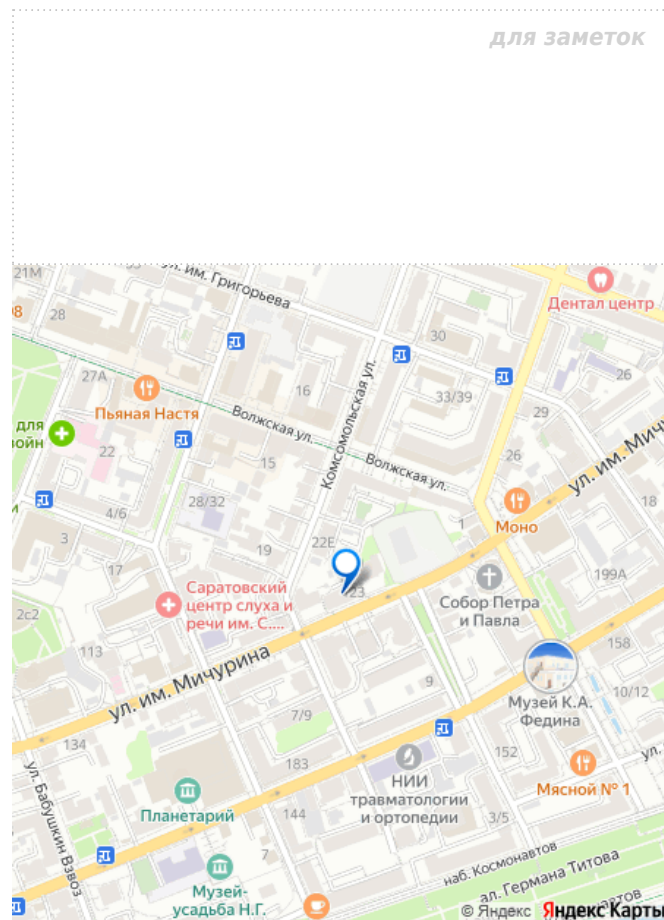 для заметок
21М
ул. им. Григорьева
Дентал центр
98
28
30
27А
16
26
33/39
Пьяная Настя
Комсомольская ул.
29
для
войн
22
Волжская ул.
15
Волжская ул.
26
ул. им. Мичу
28/32
Моно
18
4/6
1
3
22Е
19
17
199А
Саратовский
центр слуха и
речи им. С....
23
Собор Петра
и Павла
2с2
158
113
ул. им. Мичурина
9
10/12
Музей К.А.
Федина
7/9
134
183
152
ул.
НИИ
травматологии
и ортопедии
Мясной № 1
ул. Бабушкин Взвоз
Планетарий
144
3/5
7
наб. Космонавтов
ал. Германа Титова
Музей-
усадьба Н.Г.
© Яндекс Яндекс Карты